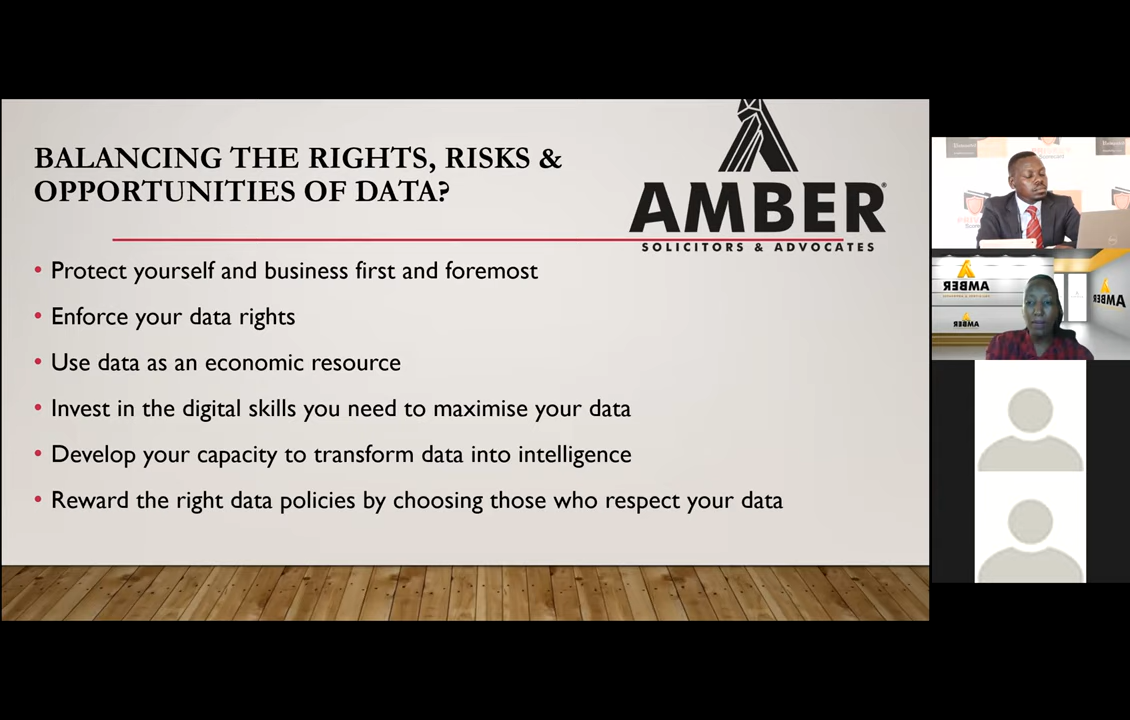 BALANCING THE RIGHTS, RISKS &
OPPORTUNITIES OF DATA?
AMBER®
SOLICITORS & ADVOCATES
• Protect yourself and business first and foremost
• Enforce your data rights
• Use data as an economic resource
• Invest in the digital skills you need to maximise your data
• Develop your capacity to transform data into intelligence
• Reward the right data policies by choosing those who respect your data
AMBER
AMBER
AMBER